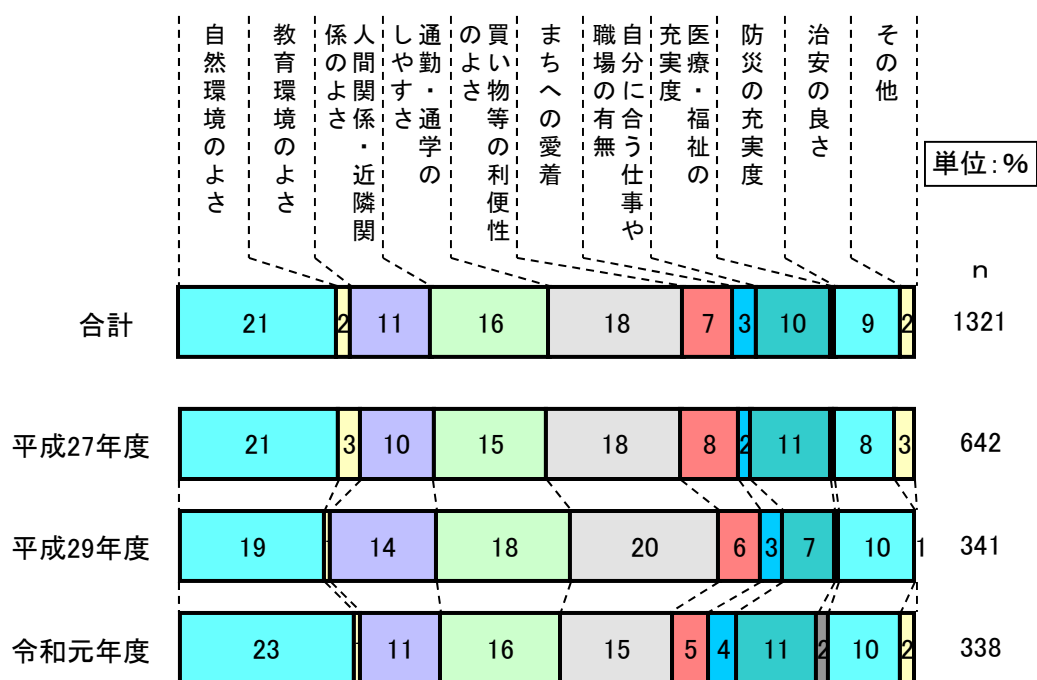 自然環境のよさ
教育環境のよさ
人間関係・近隣関
係のよさ
通勤・通学の
しやすさ
買い物等の利便性
のよさ
まちへの愛着
自分に合う仕事や
職場の有無
医療・福祉の
充実度
防災の充実度
治安の良さ
その他
単位:%
n
合計 21 2 11 16 18 7 3 10 9 2 1321
平成27年度 21 3 10 15 18 8 2 11 8 3 642
平成29年度 19 1 14 18 20 6 3 7 10 1 341
令和元年度 23 1 11 16 15 5 4 11 2 10 2 338